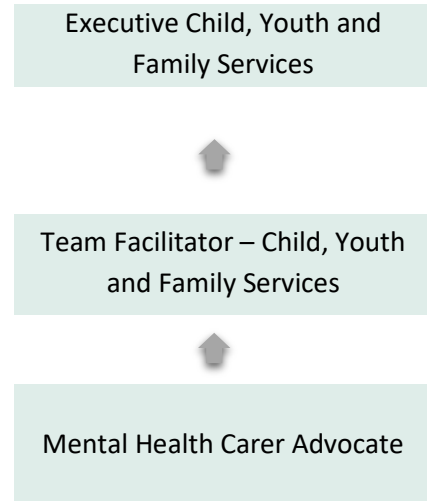 Executive Child, Youth and
Family Services
Team Facilitator – Child, Youth
and Family Services
Mental Health Carer Advocate